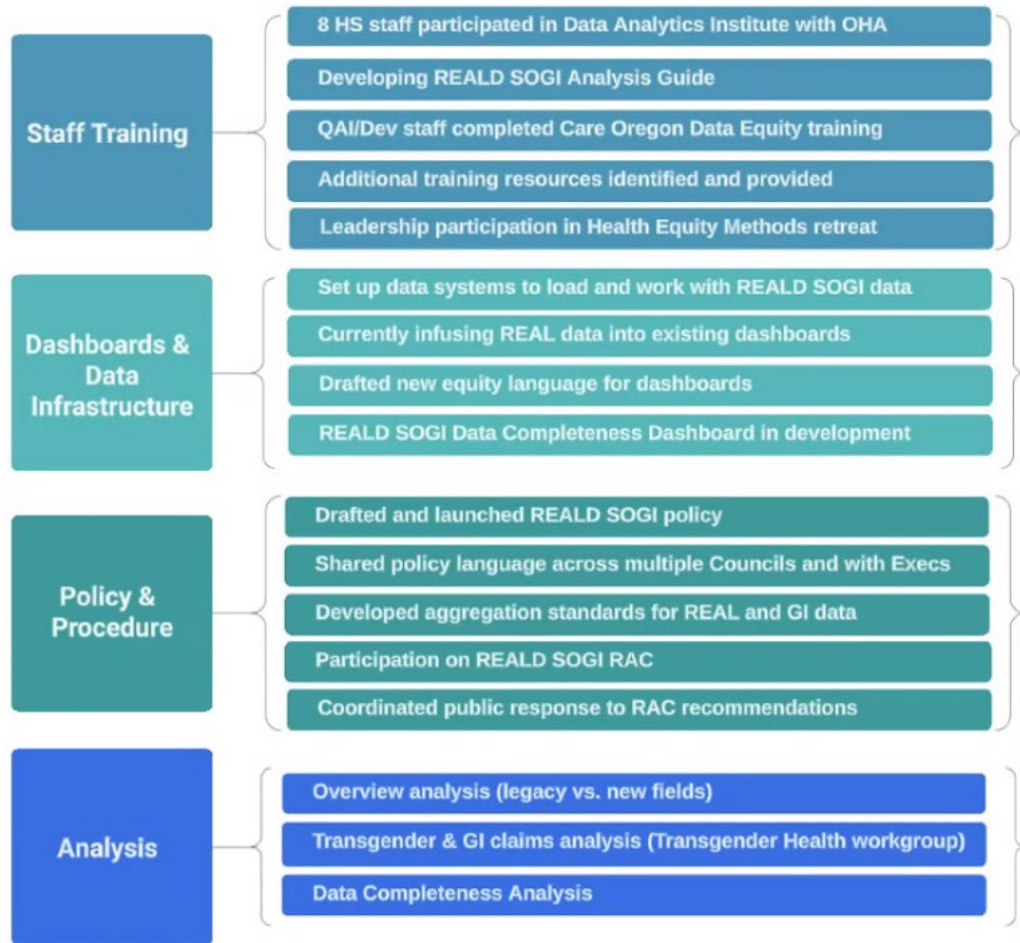 Staff Training
8 HS staff participated in Data Analytics Institute with OHA
Developing REALD SOGI Analysis Guide
QAI/Dev staff completed Care Oregon Data Equity training
Additional training resources identified and provided
Leadership participation in Health Equity Methods retreat
Dashboards &
Data
Infrastructure
Set up data systems to load and work with REALD SOGI data
Currently infusing REAL data into existing dashboards
Drafted new equity language for dashboards
REALD SOGI Data Completeness Dashboard in development
Policy &
Procedure
Drafted and launched REALD SOGI policy
Shared policy language across multiple Councils and with Execs
Developed aggregation standards for REAL and GI data
Participation on REALD SOGI RAC
Coordinated public response to RAC recommendations
Analysis
Overview analysis (legacy vs. new fields)
Transgender & GI claims analysis (Transgender Health workgroup)
Data Completeness Analysis